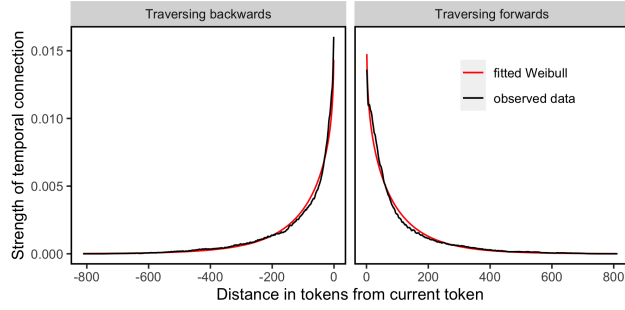 Traversing backwards Traversing forwards
Strength of temporal connection
0.015
0.010
0.005
0.000
fitted Weibull
observed data
-800 -600 -400 -200 0 0 200 400 600 800
Distance in tokens from current token